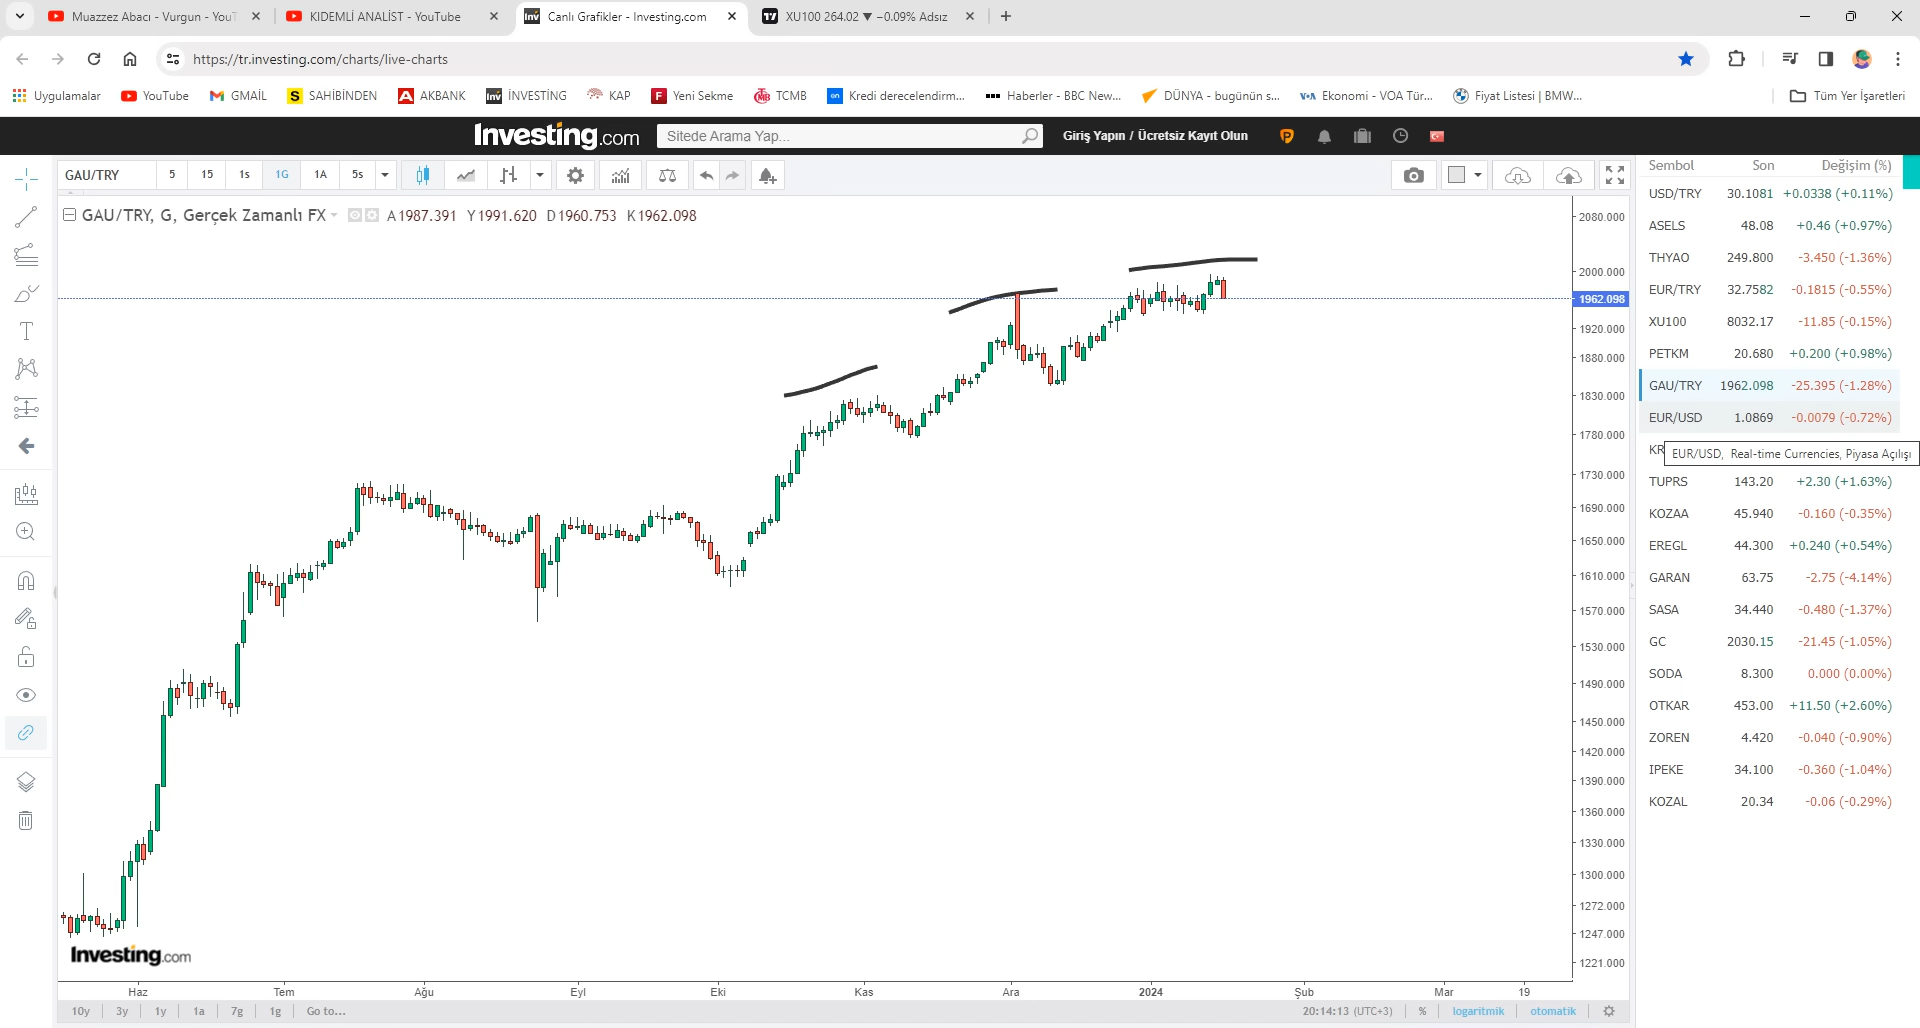 Muazzez Abacı - Vurgun - YouT
KIDEMLİ ANALİST - YouTube
Canlı Grafikler - Investing.com
XU100 264.02 ▼ −0.09% Adsız
https://tr.investing.com/charts/live-charts
Uygulamalar YouTube GMAİL SAHİBİNDEN AKBANK İNVESTİNG KAP Yeni Sekme TCMB Kredi derecelendirm... Haberler - BBC New... DÜNYA - bugünün s... Ekonomi - VOA Tür... Fiyat Listesi | BMW... Tüm Yer İşaretleri
Investing.com
Sitede Arama Yap...
Giriş Yapın / Ücretsiz Kayıt Olun
GAU/TRY 5 15 1s 1G 1A 5s
GAU/TRY, G, Gerçek Zamanlı FX A1987.391 Y1991.620 D1960.753 K1962.098
2080.000
2000.000
1962.098
1920.000
1880.000
1830.000
1780.000
1730.000
1690.000
1650.000
1610.000
1570.000
1530.000
1490.000
1450.000
1420.000
1390.000
1360.000
1330.000
1300.000
1272.000
1247.000
1221.000
Investing.com
Haz Tem Ağu Eyl Eki Kas Ara 2024 Şub Mar 19
10y 3y 1y 1a 7g 1g Go to... 20:14:13 (UTC+3) % logaritmik otomatik
Sembol Son Değişim (%)
USD/TRY 30.1081 +0.0338 (+0.11%)
ASELS 48.08 +0.46 (+0.97%)
THYAO 249.800 -3.450 (-1.36%)
EUR/TRY 32.7582 -0.1815 (-0.55%)
XU100 8032.17 -11.85 (-0.15%)
PETKM 20.680 +0.200 (+0.98%)
GAU/TRY 1962.098 -25.395 (-1.28%)
EUR/USD 1.0869 -0.0079 (-0.72%)
KR
EUR/USD, Real-time Currencies, Piyasa Açılışı
TUPRS 143.20 +2.30 (+1.63%)
KOZAA 45.940 -0.160 (-0.35%)
EREGL 44.300 +0.240 (+0.54%)
GARAN 63.75 -2.75 (-4.14%)
SASA 34.440 -0.480 (-1.37%)
GC 2030.15 -21.45 (-1.05%)
SODA 8.300 0.000 (0.00%)
OTKAR 453.00 +11.50 (+2.60%)
ZOREN 4.420 -0.040 (-0.90%)
IPEKE 34.100 -0.360 (-1.04%)
KOZAL 20.34 -0.06 (-0.29%)